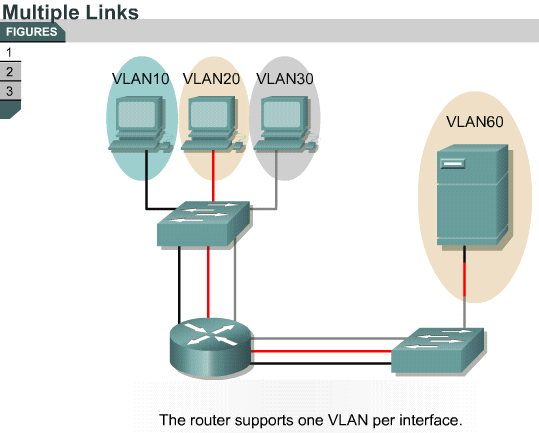 Multiple Links
FIGURES
1
2
3
VLAN10 VLAN20 VLAN30
VLAN60
The router supports one VLAN per interface.